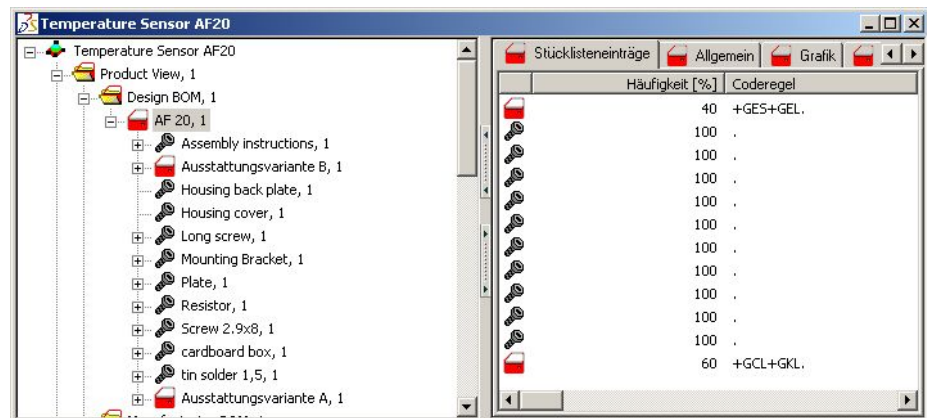 Temperature Sensor AF20
Temperature Sensor AF20
Product View, 1
Design BOM, 1
AF 20, 1
Assembly instructions, 1
Ausstattungsvariante B, 1
Housing back plate, 1
Housing cover, 1
Long screw, 1
Mounting Bracket, 1
Plate, 1
Resistor, 1
Screw 2.9x8, 1
cardboard box, 1
tin solder 1,5, 1
Ausstattungsvariante A, 1
Stücklisteneinträge Allgemein Grafik
Häufigkeit [%] Coderegel
40 +GES+GEL.
100 .
100 .
100 .
100 .
100 .
100 .
100 .
100 .
100 .
100 .
60 +GCL+GKL.